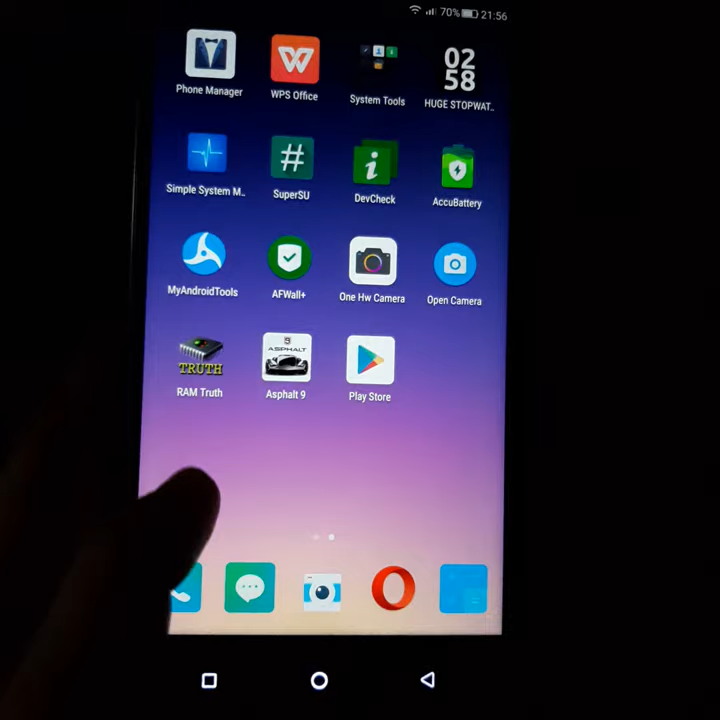 70% 21:56
02
58
Phone Manager WPS Office System Tools HUGE STOPWAT..
Simple System M.. SuperSU DevCheck AccuBattery
MyAndroidTools AFWall+ One Hw Camera Open Camera
TRUTH ASPHALT
RAM Truth Asphalt 9 Play Store